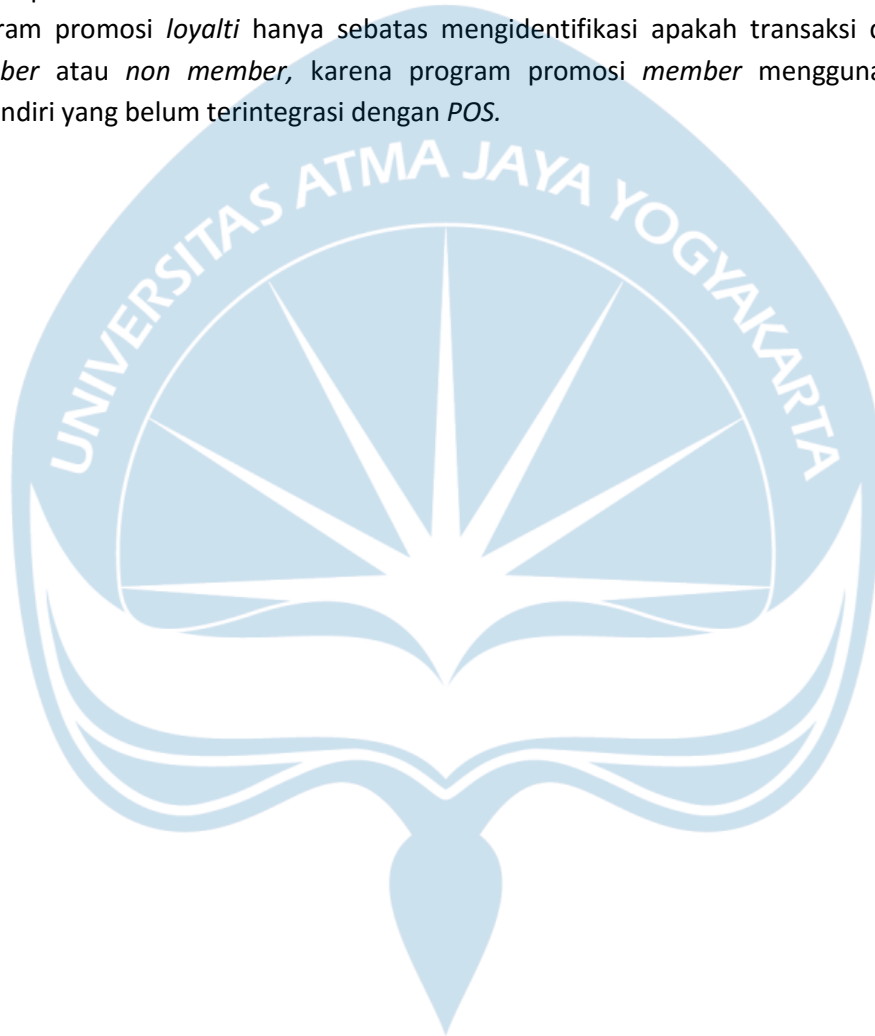 ram promosi loyalti hanya sebatas mengidentifikasi apakah transaksi
ber atau non member, karena program promosi member
ndiri yang belum terintegrasi dengan POS.
UNIVERSITAS ATMA JAYA YOGYAKARTA